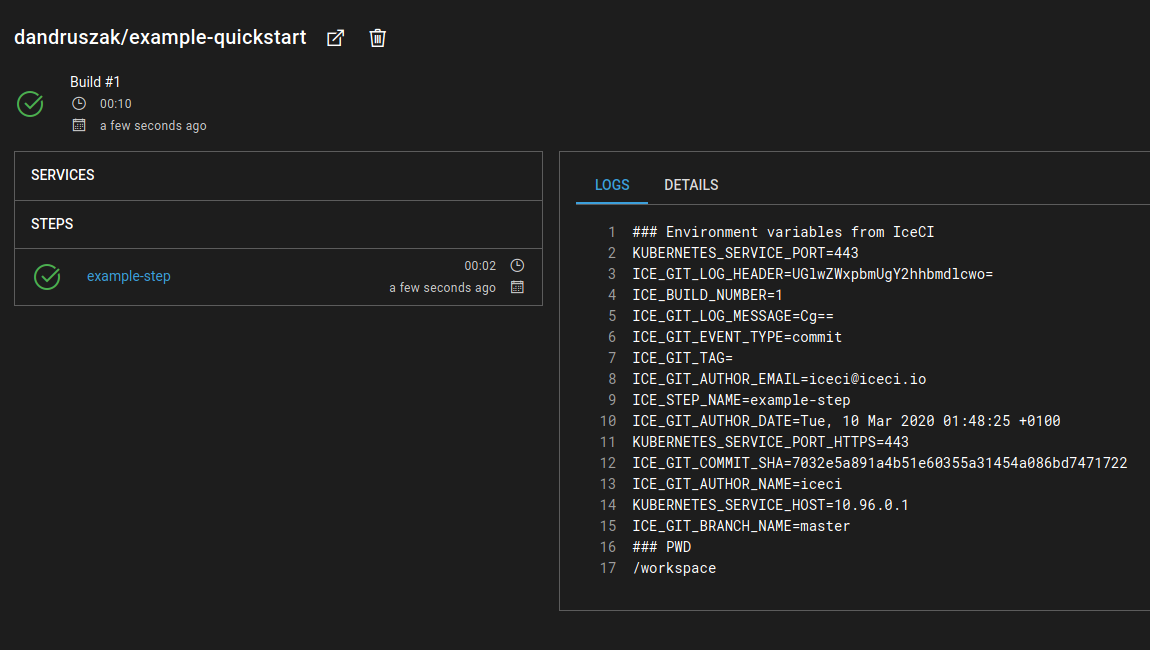 dandruszak/example-quickstart
Build #1
00:10
a few seconds ago
SERVICES
STEPS
example-step
00:02
a few seconds ago
LOGS DETAILS
1 ### Environment variables from IceCI
2 KUBERNETES_SERVICE_PORT=443
3 ICE_GIT_LOG_HEADER=UGlwZWxpbmUgY2hhbmdlcwo=
4 ICE_BUILD_NUMBER=1
5 ICE_GIT_LOG_MESSAGE=Cg==
6 ICE_GIT_EVENT_TYPE=commit
7 ICE_GIT_TAG=
8 ICE_GIT_AUTHOR_EMAIL=iceci@iceci.io
9 ICE_STEP_NAME=example-step
10 ICE_GIT_AUTHOR_DATE=Tue, 10 Mar 2020 01:48:25 +0100
11 KUBERNETES_SERVICE_PORT_HTTPS=443
12 ICE_GIT_COMMIT_SHA=7032e5a891a4b51e60355a31454a086bd7471722
13 ICE_GIT_AUTHOR_NAME=iceci
14 KUBERNETES_SERVICE_HOST=10.96.0.1
15 ICE_GIT_BRANCH_NAME=master
16 ### PWD
17 /workspace